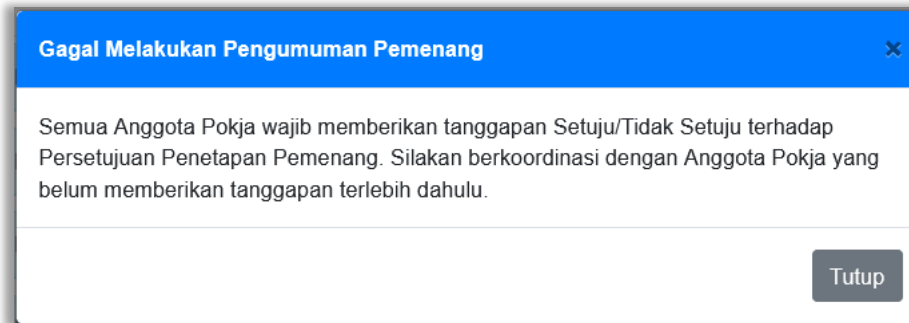 Gagal Melakukan Pengumuman Pemenang
×
Semua Anggota Pokja wajib memberikan tanggapan Setuju/Tidak Setuju terhadap
Persetujuan Penetapan Pemenang. Silakan berkoordinasi dengan Anggota Pokja yang
belum memberikan tanggapan terlebih dahulu.
Tutup